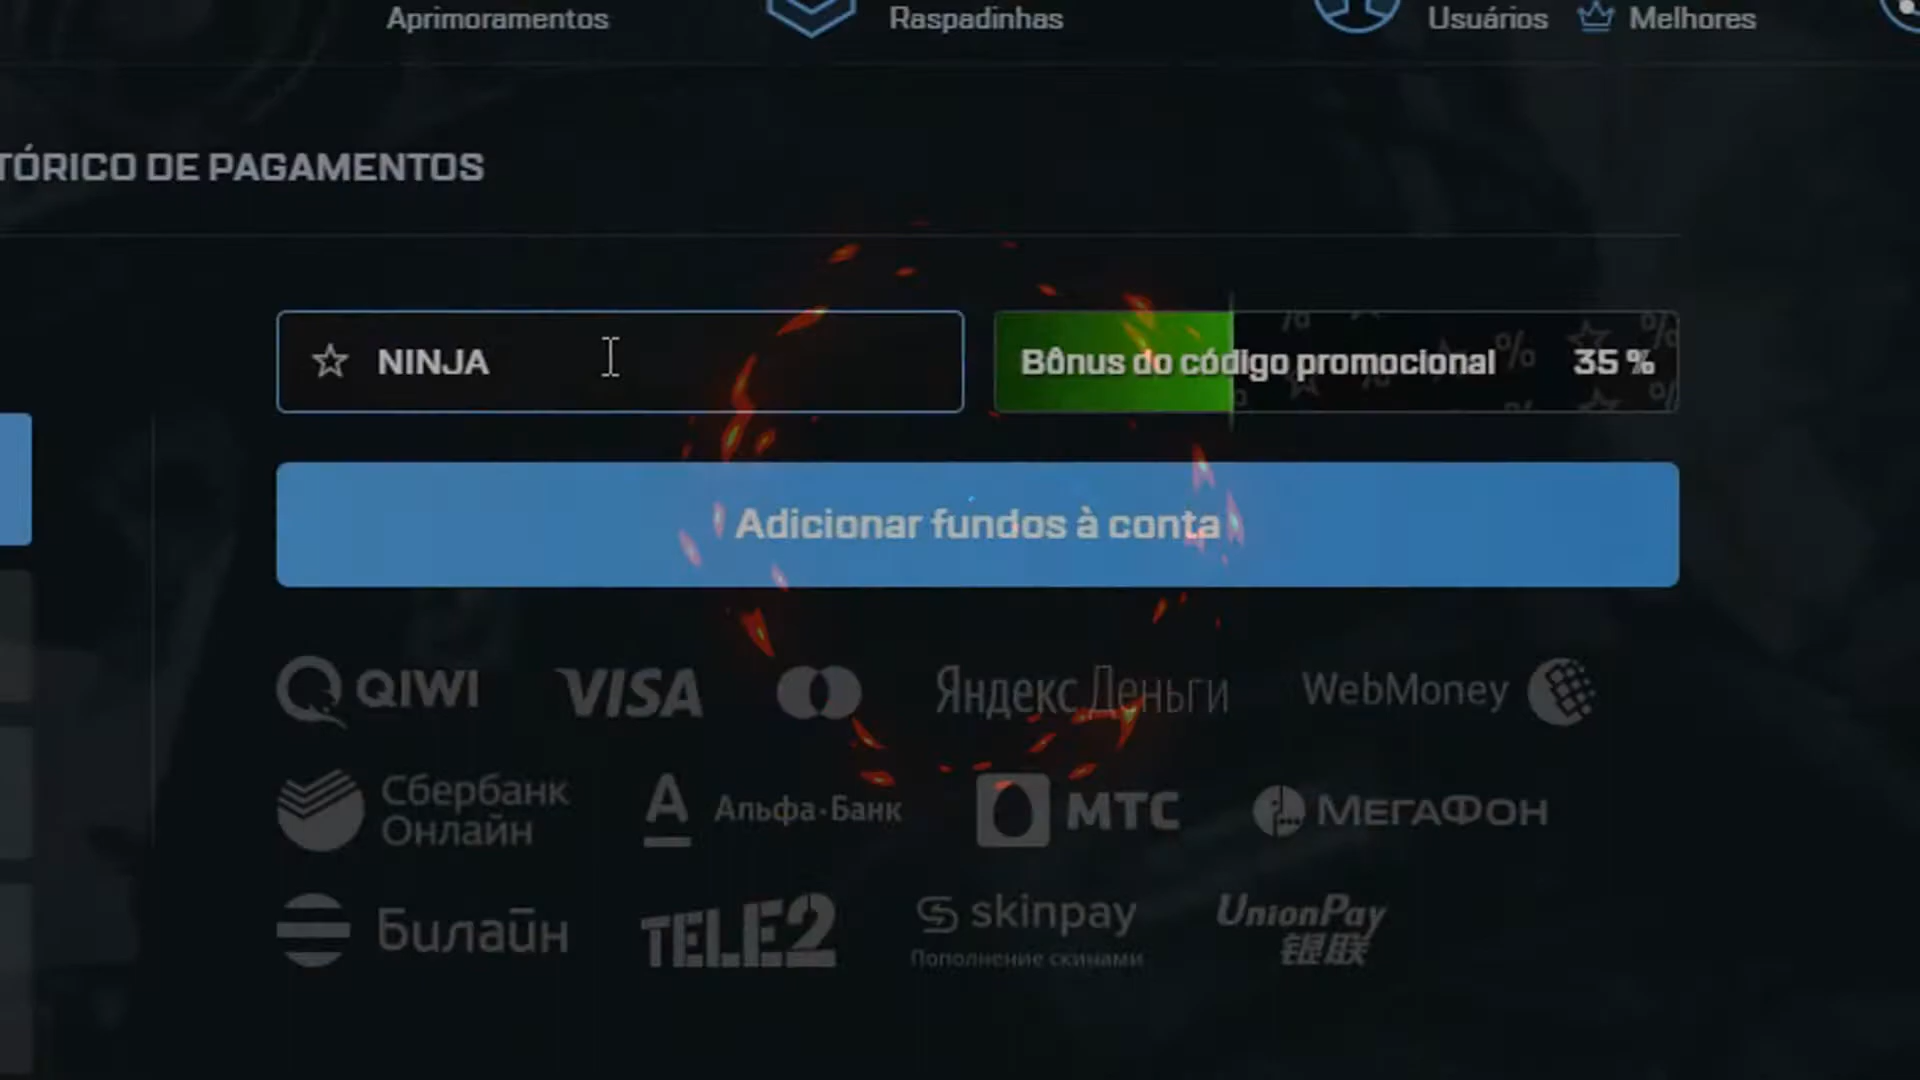 Aprimoramentos
Raspadinhas
Usuários
Melhores
TÓRICO DE PAGAMENTOS
NINJA
Bônus do código promocional 35 %
Adicionar fundos à conta
QIWI
VISA
Яндекс Деньги
WebMoney
Сбербанк
Онлайн
А
Альфа·Банк
МТС
МЕГАФОН
Билайн
TELE2
skinpay
Пополнение скинами
UnionPay
银联